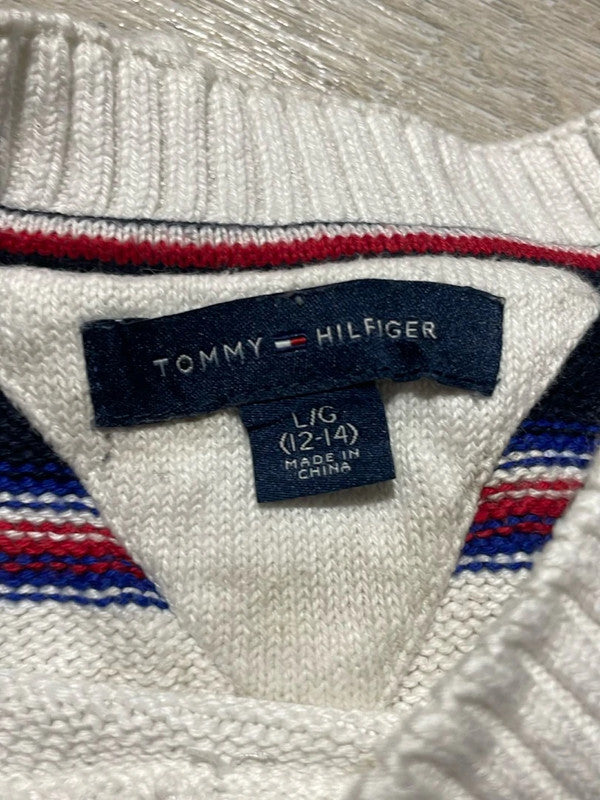 TOMMY HILFIGER
L/G
(12-14)
MADE IN
CHINA